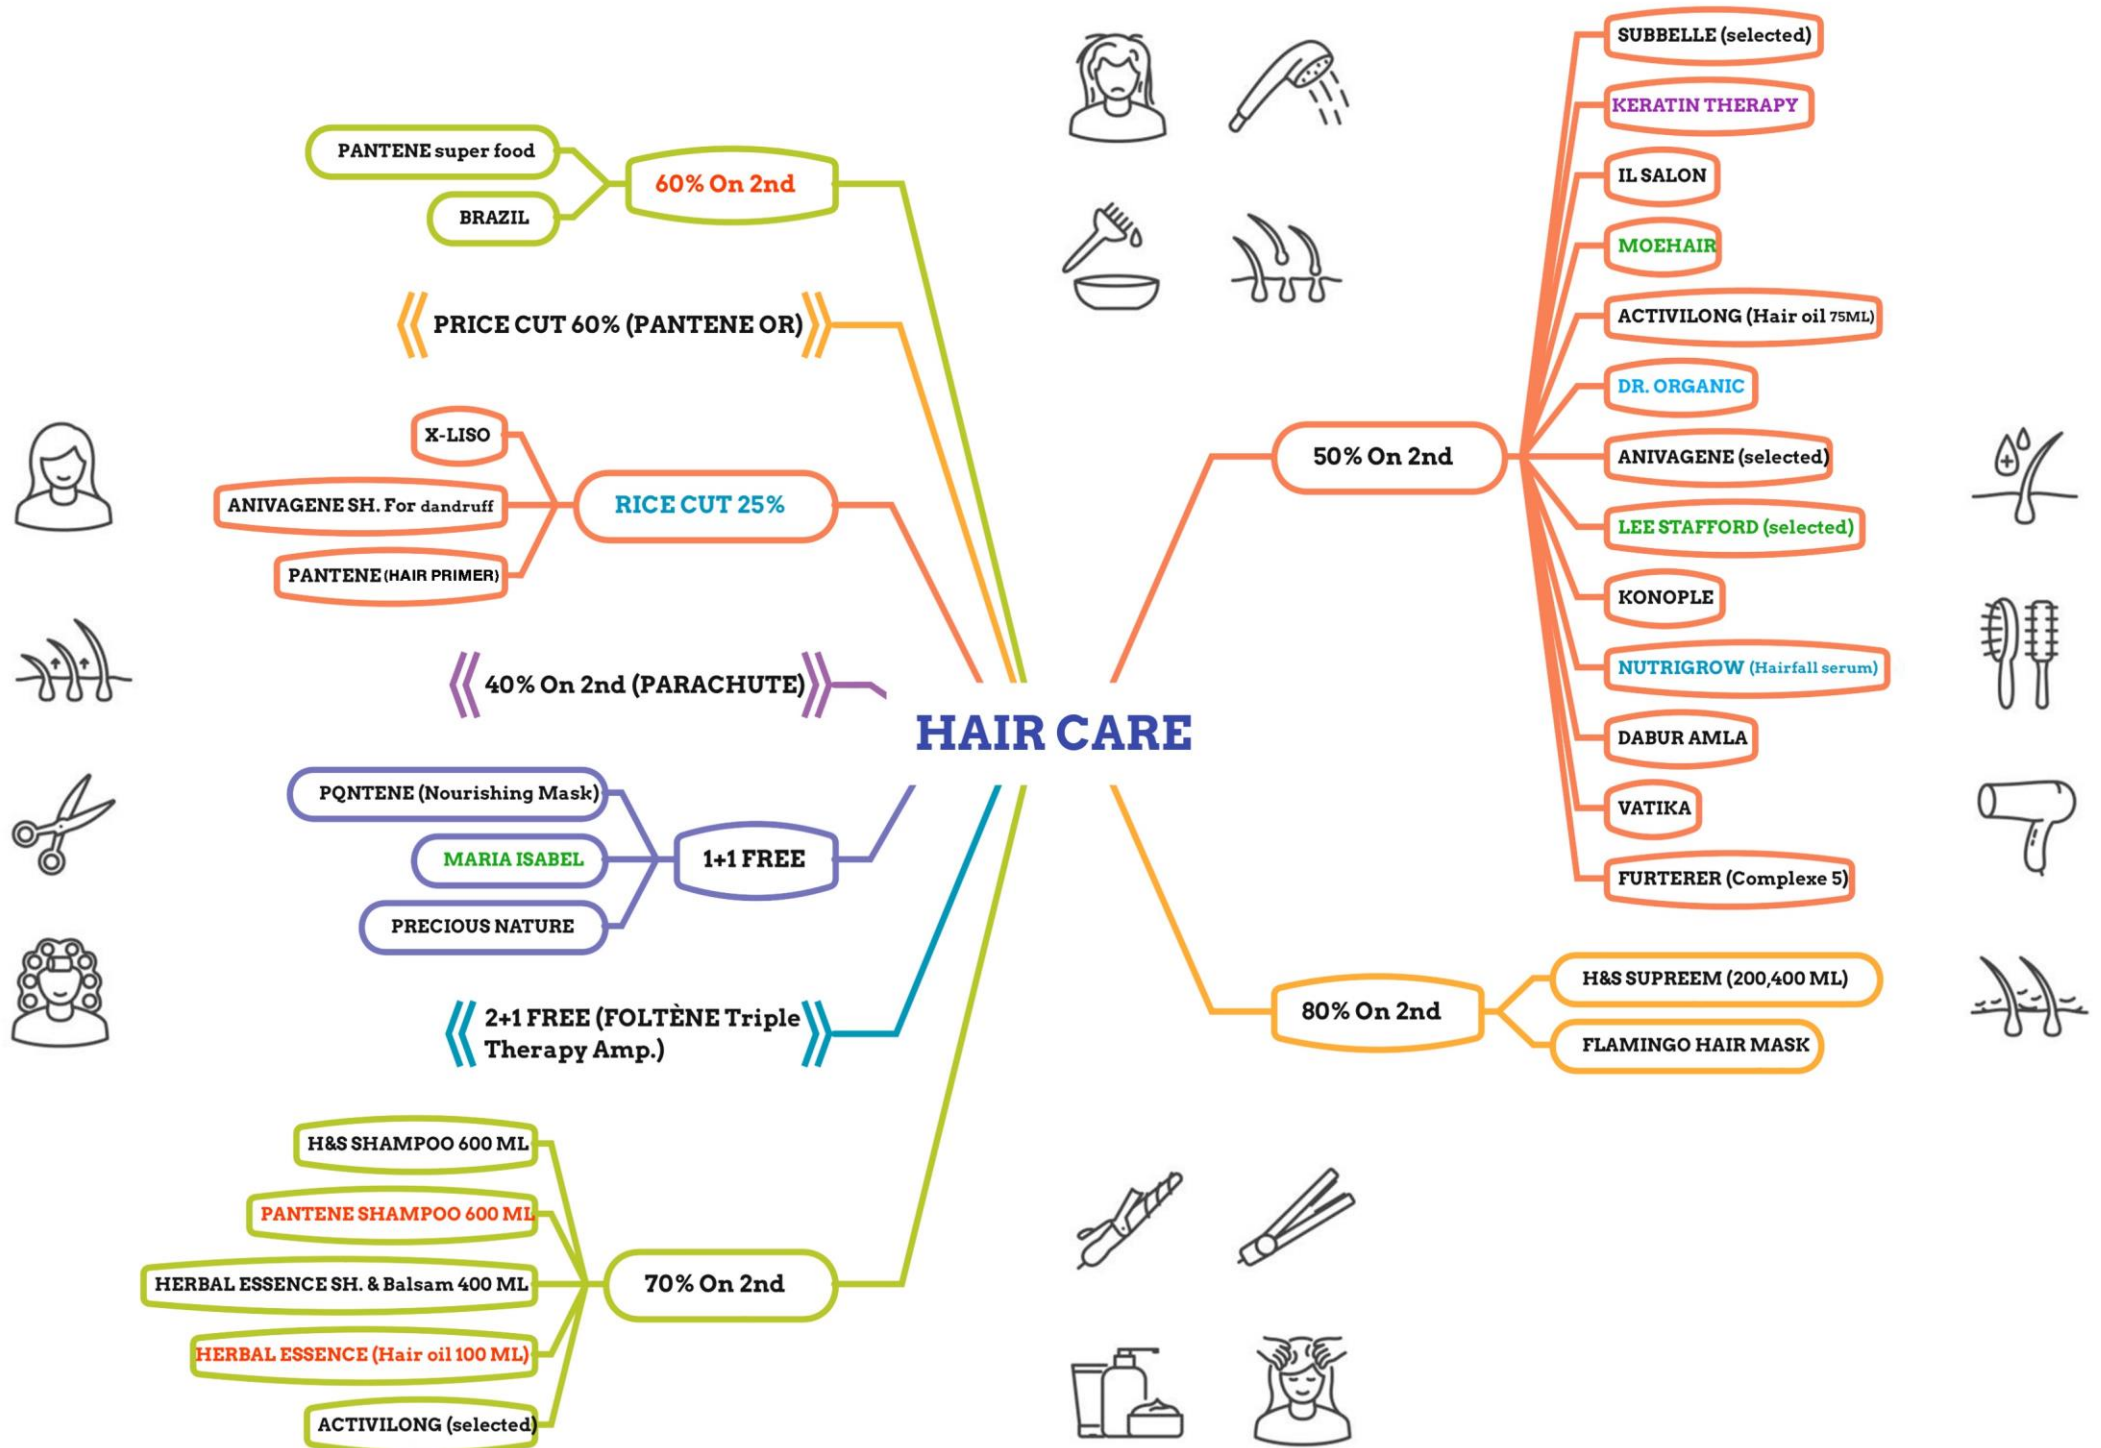 PANTENE super food
BRAZIL
60% On 2nd
PRICE CUT 60% (PANTENE OR)
X-LISO
ANIVAGENE SH. For dandruff
PANTENE (HAIR PRIMER)
RICE CUT 25%
40% On 2nd (PARACHUTE)
HAIR CARE
PQNTENE (Nourishing Mask)
MARIA ISABEL
PRECIOUS NATURE
1+1 FREE
2+1 FREE (FOLTÈNE Triple
Therapy Amp.)
H&S SHAMPOO 600 ML
PANTENE SHAMPOO 600 ML
HERBAL ESSENCE SH. & Balsam 400 ML
HERBAL ESSENCE (Hair oil 100 ML)
ACTIVILONG (selected)
70% On 2nd
50% On 2nd
SUBBELLE (selected)
KERATIN THERAPY
IL SALON
MOEHAIR
ACTIVILONG (Hair oil 75ML)
DR. ORGANIC
ANIVAGENE (selected)
LEE STAFFORD (selected)
KONOPLE
NUTRIGROW (Hairfall serum)
DABUR AMLA
VATIKA
FURTERER (Complexe 5)
80% On 2nd
H&S SUPREEM (200,400 ML)
FLAMINGO HAIR MASK